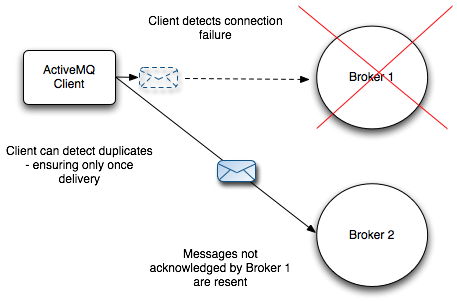 Client detects connection
failure
ActiveMQ
Client
Broker 1
Client can detect duplicates
- ensuring only once
delivery
Broker 2
Messages not
acknowledged by Broker 1
are resent